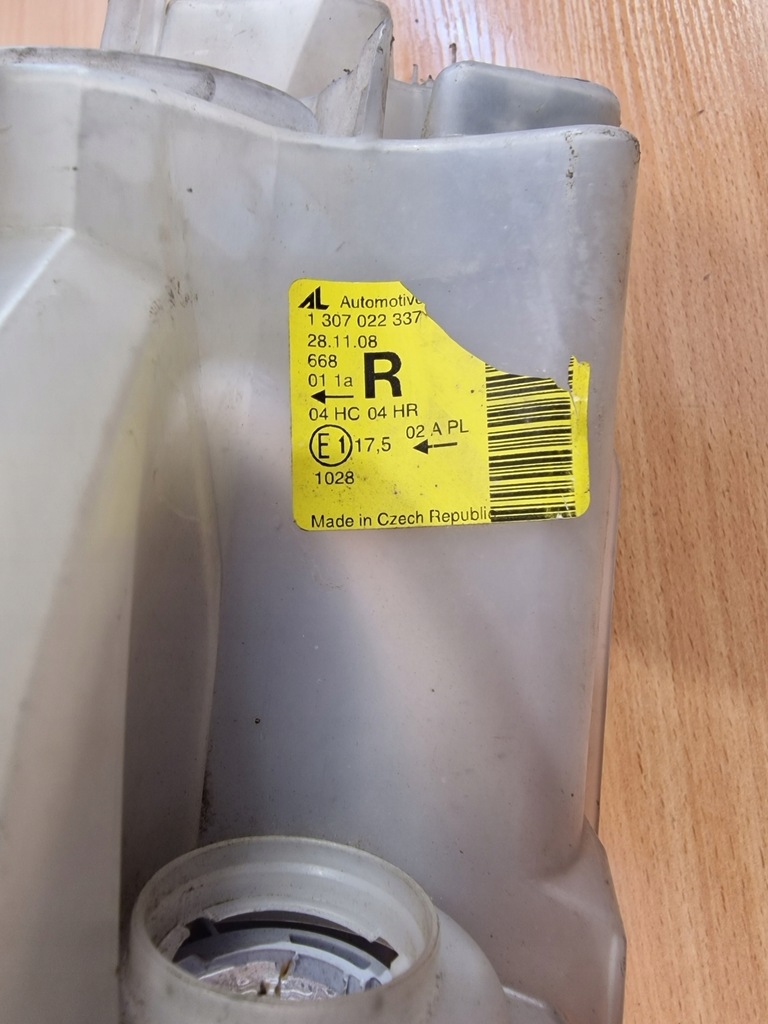 AL Automotive
1 307 022 337
28.11.08
668
01 1a R
04 HC 04 HR
E1 17,5 02 A PL
1028
Made in Czech Republic